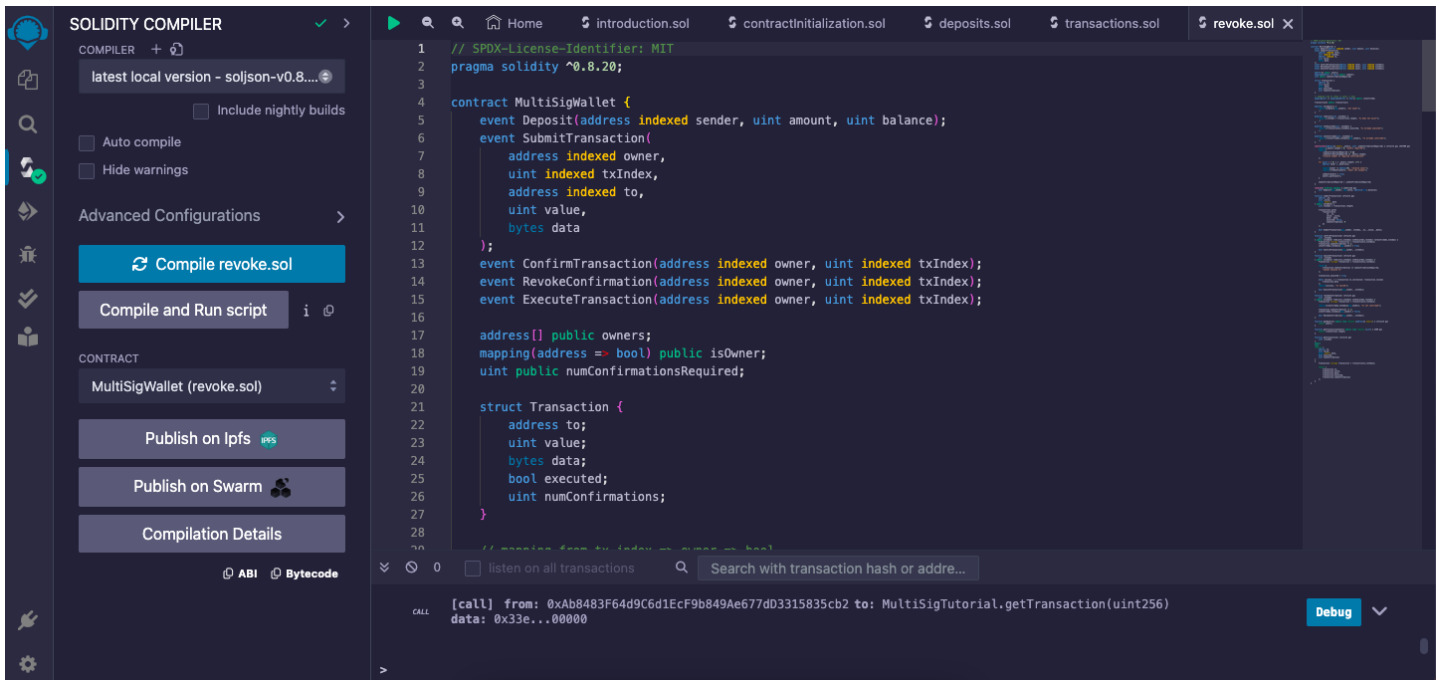 SOLIDITY COMPILER
COMPILER
latest local version - soljson-v0.8....
Include nightly builds
Auto compile
Hide warnings
Advanced Configurations
Compile revoke.sol
Compile and Run script
i
CONTRACT
MultiSigWallet (revoke.sol)
Publish on Ipfs
IPFS
Publish on Swarm
Compilation Details
ABI Bytecode
Home introduction.sol contractInitialization.sol deposits.sol transactions.sol revoke.sol
1 // SPDX-License-Identifier: MIT
2 pragma solidity ^0.8.20;
3
4 contract MultiSigWallet {
5 event Deposit(address indexed sender, uint amount, uint balance);
6 event SubmitTransaction(
7 address indexed owner,
8 uint indexed txIndex,
9 address indexed to,
10 uint value,
11 bytes data
12 );
13 event ConfirmTransaction(address indexed owner, uint indexed txIndex);
14 event RevokeConfirmation(address indexed owner, uint indexed txIndex);
15 event ExecuteTransaction(address indexed owner, uint indexed txIndex);
16
17 address[] public owners;
18 mapping(address => bool) public isOwner;
19 uint public numConfirmationsRequired;
20
21 struct Transaction {
22 address to;
23 uint value;
24 bytes data;
25 bool executed;
26 uint numConfirmations;
27 }
28
29 // mapping from tx index => owner => bool
0 listen on all transactions Search with transaction hash or addre...
CALL [call] from: 0xAb8483F64d9C6d1EcF9b849Ae677dD3315835cb2 to: MultiSigTutorial.getTransaction(uint256)
data: 0x33e...00000
Debug
>